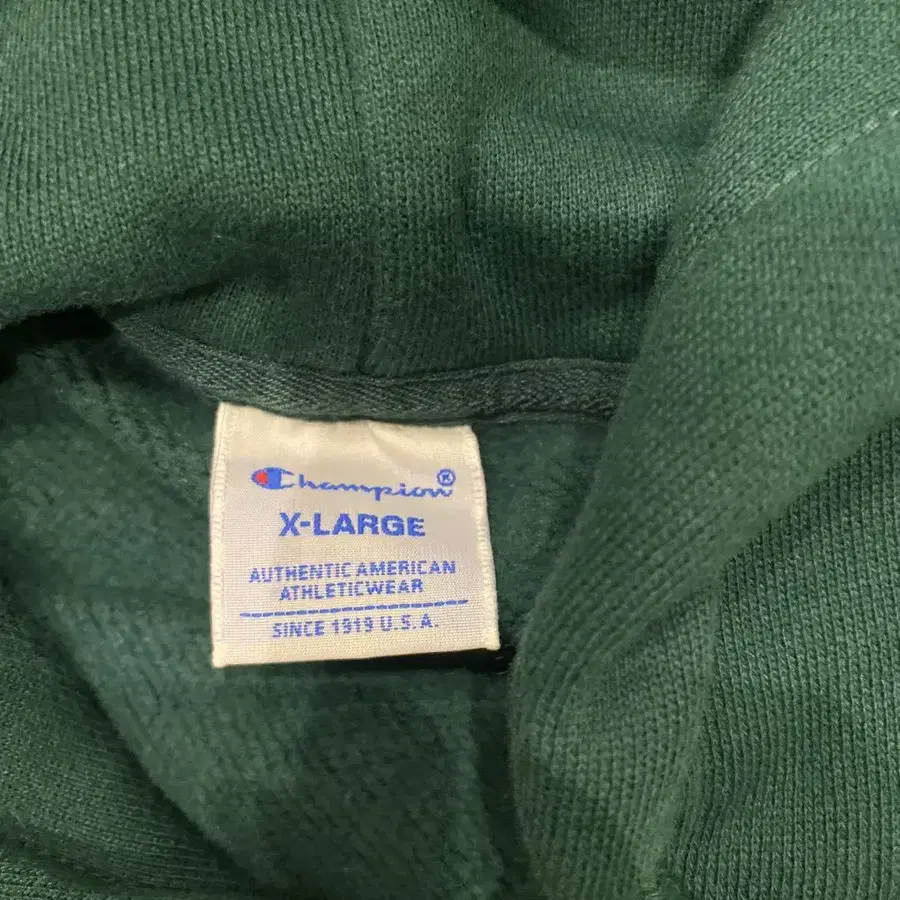 Champion®
X-LARGE
AUTHENTIC AMERICAN
ATHLETICWEAR
SINCE 1919 U.S.A.